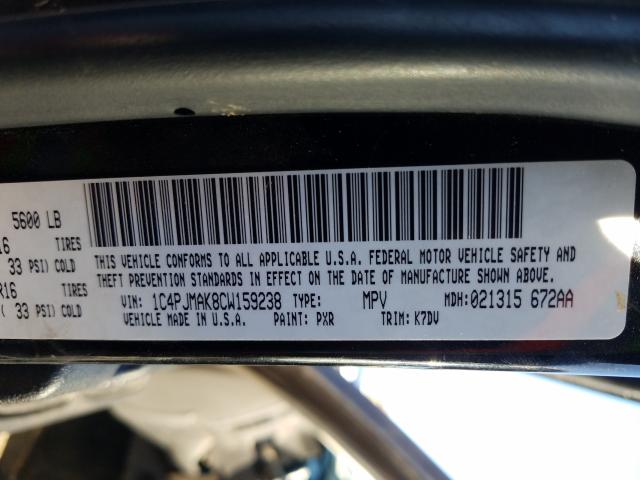 5600 LB
16 TIRES
33 PSI) COLD
R16 TIRES
( 33 PSI) COLD
THIS VEHICLE CONFORMS TO ALL APPLICABLE U.S.A. FEDERAL MOTOR VEHICLE SAFETY AND
THEFT PREVENTION STANDARDS IN EFFECT ON THE DATE OF MANUFACTURE SHOWN ABOVE.
VIN: 1C4PJMAK8CW159238 TYPE: MPV MDH:021315 672AA
VEHICLE MADE IN U.S.A. PAINT: PXR TRIM: K7DV